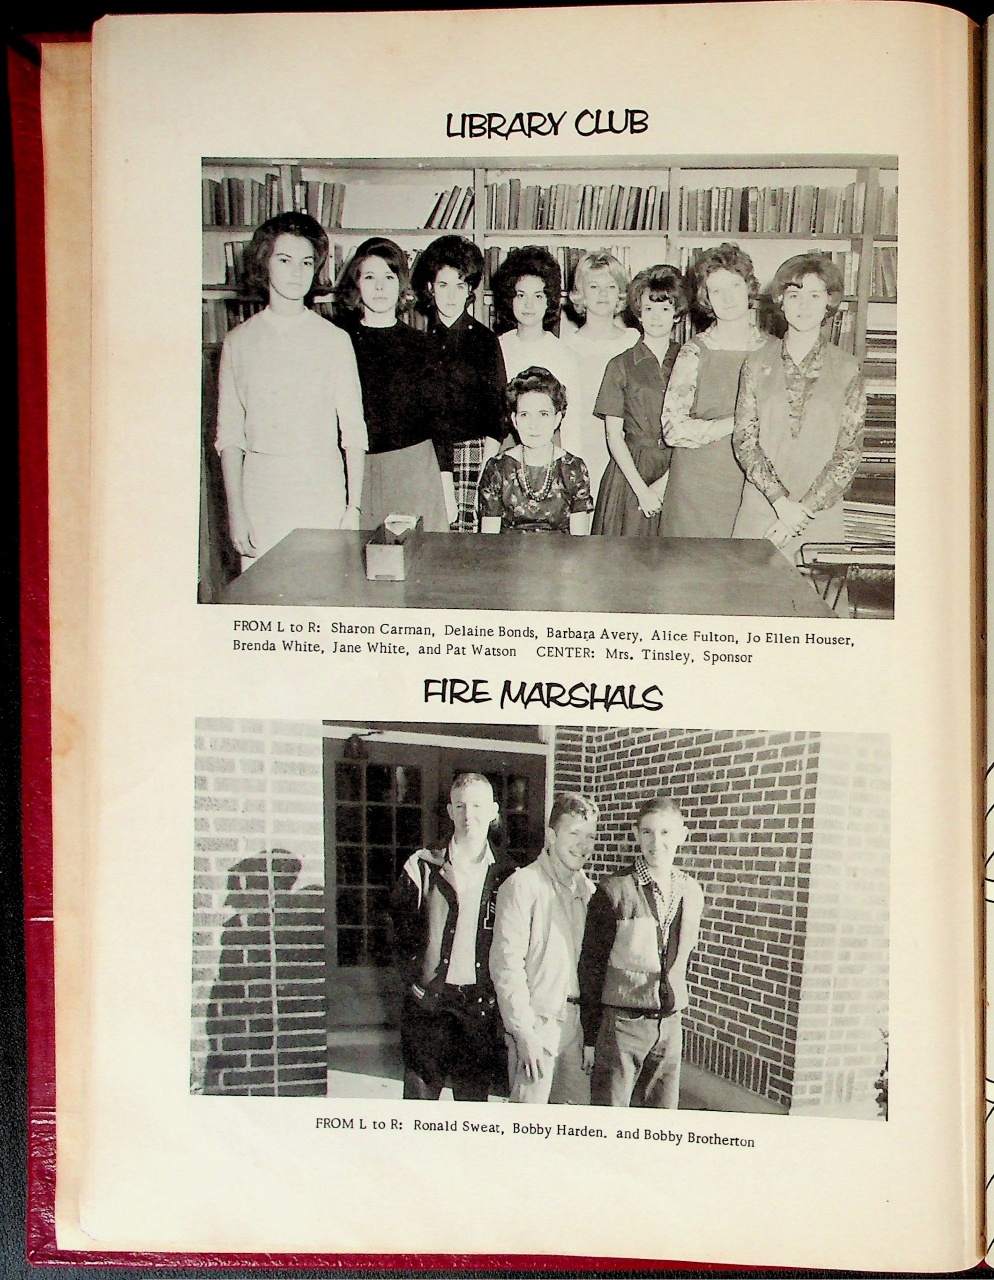 LIBRARY CLUB
FROM L to R: Sharon Carman, Delaine Bonds, Barbara Avery, Alice Fulton, Jo Ellen Houser,
Brenda White, Jane White, and Pat Watson CENTER: Mrs. Tinsley, Sponsor
FIRE MARSHALS
FROM L to R: Ronald Sweat, Bobby Harden. and Bobby Brotherton